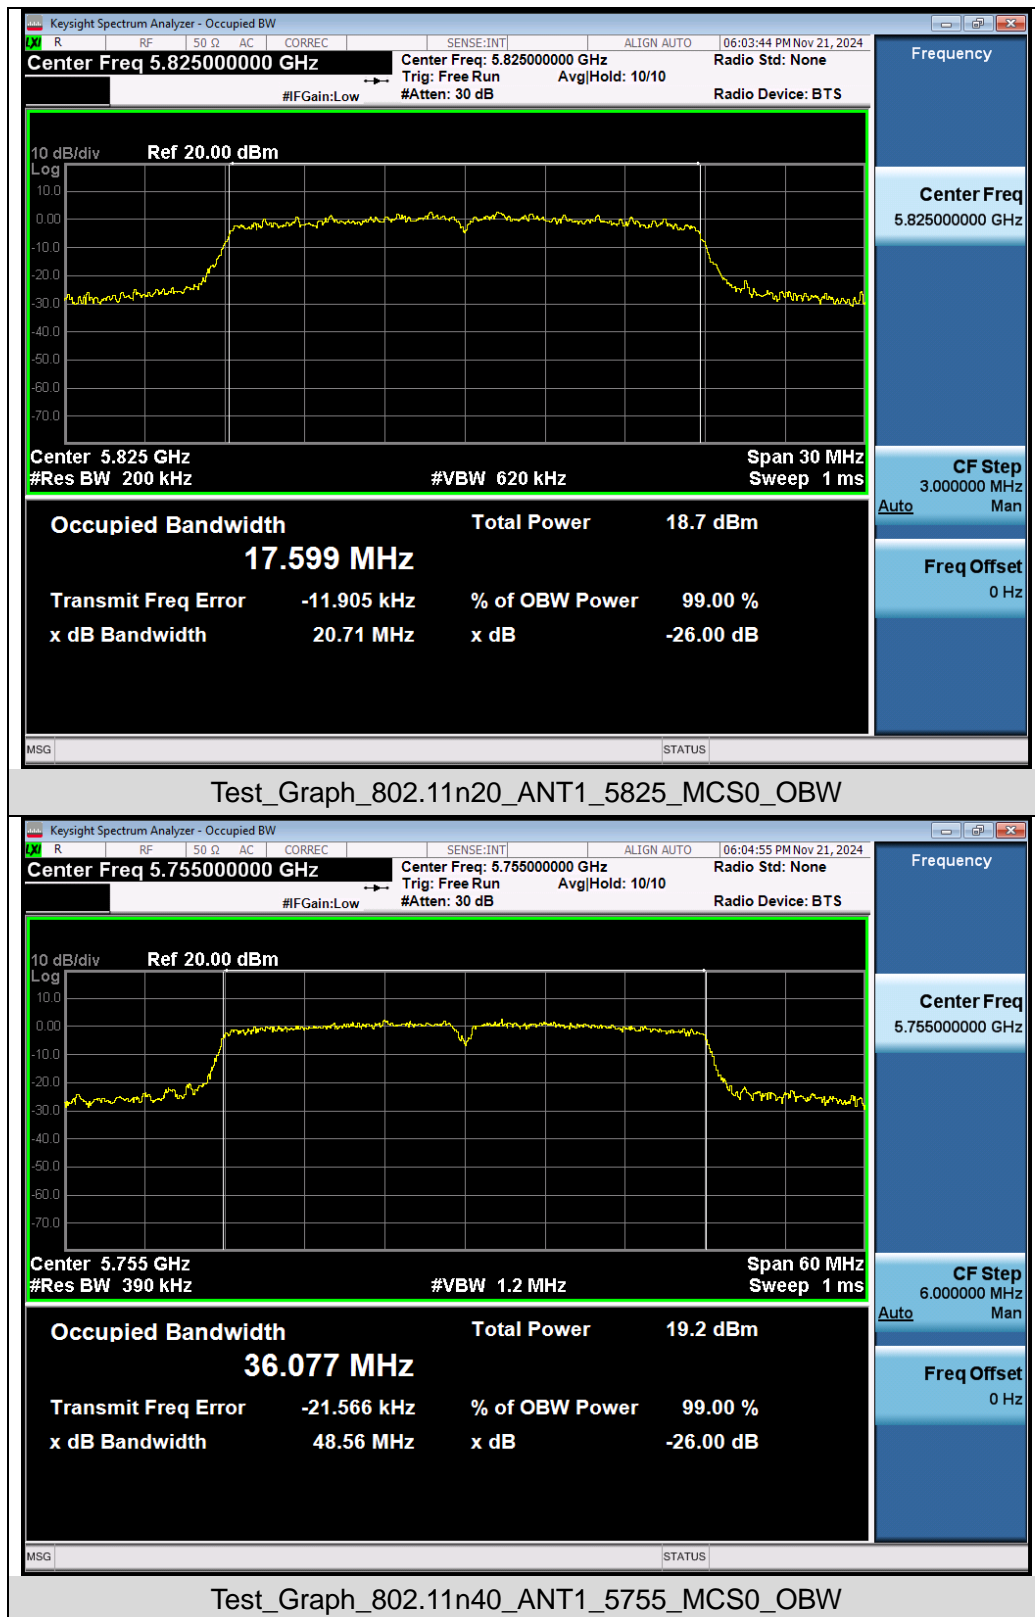 Keysight Spectrum Analyzer - Occupied BW
LXI R RF 50 Ω AC CORREC SENSE:INT ALIGN AUTO 06:03:44 PM Nov 21, 2024
Center Freq 5.825000000 GHz
Center Freq: 5.825000000 GHz
Radio Std: None
Trig: Free Run Avg|Hold: 10/10
#IFGain:Low
#Atten: 30 dB
Radio Device: BTS
Frequency
10 dB/div Ref 20.00 dBm
Log
10.0
0.00
-10.0
-20.0
-30.0
-40.0
-50.0
-60.0
-70.0
Center 5.825 GHz Span 30 MHz
#Res BW 200 kHz #VBW 620 kHz Sweep 1 ms
Center Freq
5.825000000 GHz
CF Step
3.000000 MHz
Auto Man
Freq Offset
0 Hz
Occupied Bandwidth Total Power 18.7 dBm
17.599 MHz
Transmit Freq Error -11.905 kHz % of OBW Power 99.00 %
x dB Bandwidth 20.71 MHz x dB -26.00 dB
MSG STATUS
Test_Graph_802.11n20_ANT1_5825_MCS0_OBW
Keysight Spectrum Analyzer - Occupied BW
LXI R RF 50 Ω AC CORREC SENSE:INT ALIGN AUTO 06:04:55 PM Nov 21, 2024
Center Freq 5.755000000 GHz
Center Freq: 5.755000000 GHz
Radio Std: None
Trig: Free Run Avg|Hold: 10/10
#IFGain:Low
#Atten: 30 dB
Radio Device: BTS
Frequency
10 dB/div Ref 20.00 dBm
Log
10.0
0.00
-10.0
-20.0
-30.0
-40.0
-50.0
-60.0
-70.0
Center 5.755 GHz Span 60 MHz
#Res BW 390 kHz #VBW 1.2 MHz Sweep 1 ms
Center Freq
5.755000000 GHz
CF Step
6.000000 MHz
Auto Man
Freq Offset
0 Hz
Occupied Bandwidth Total Power 19.2 dBm
36.077 MHz
Transmit Freq Error -21.566 kHz % of OBW Power 99.00 %
x dB Bandwidth 48.56 MHz x dB -26.00 dB
MSG STATUS
Test_Graph_802.11n40_ANT1_5755_MCS0_OBW